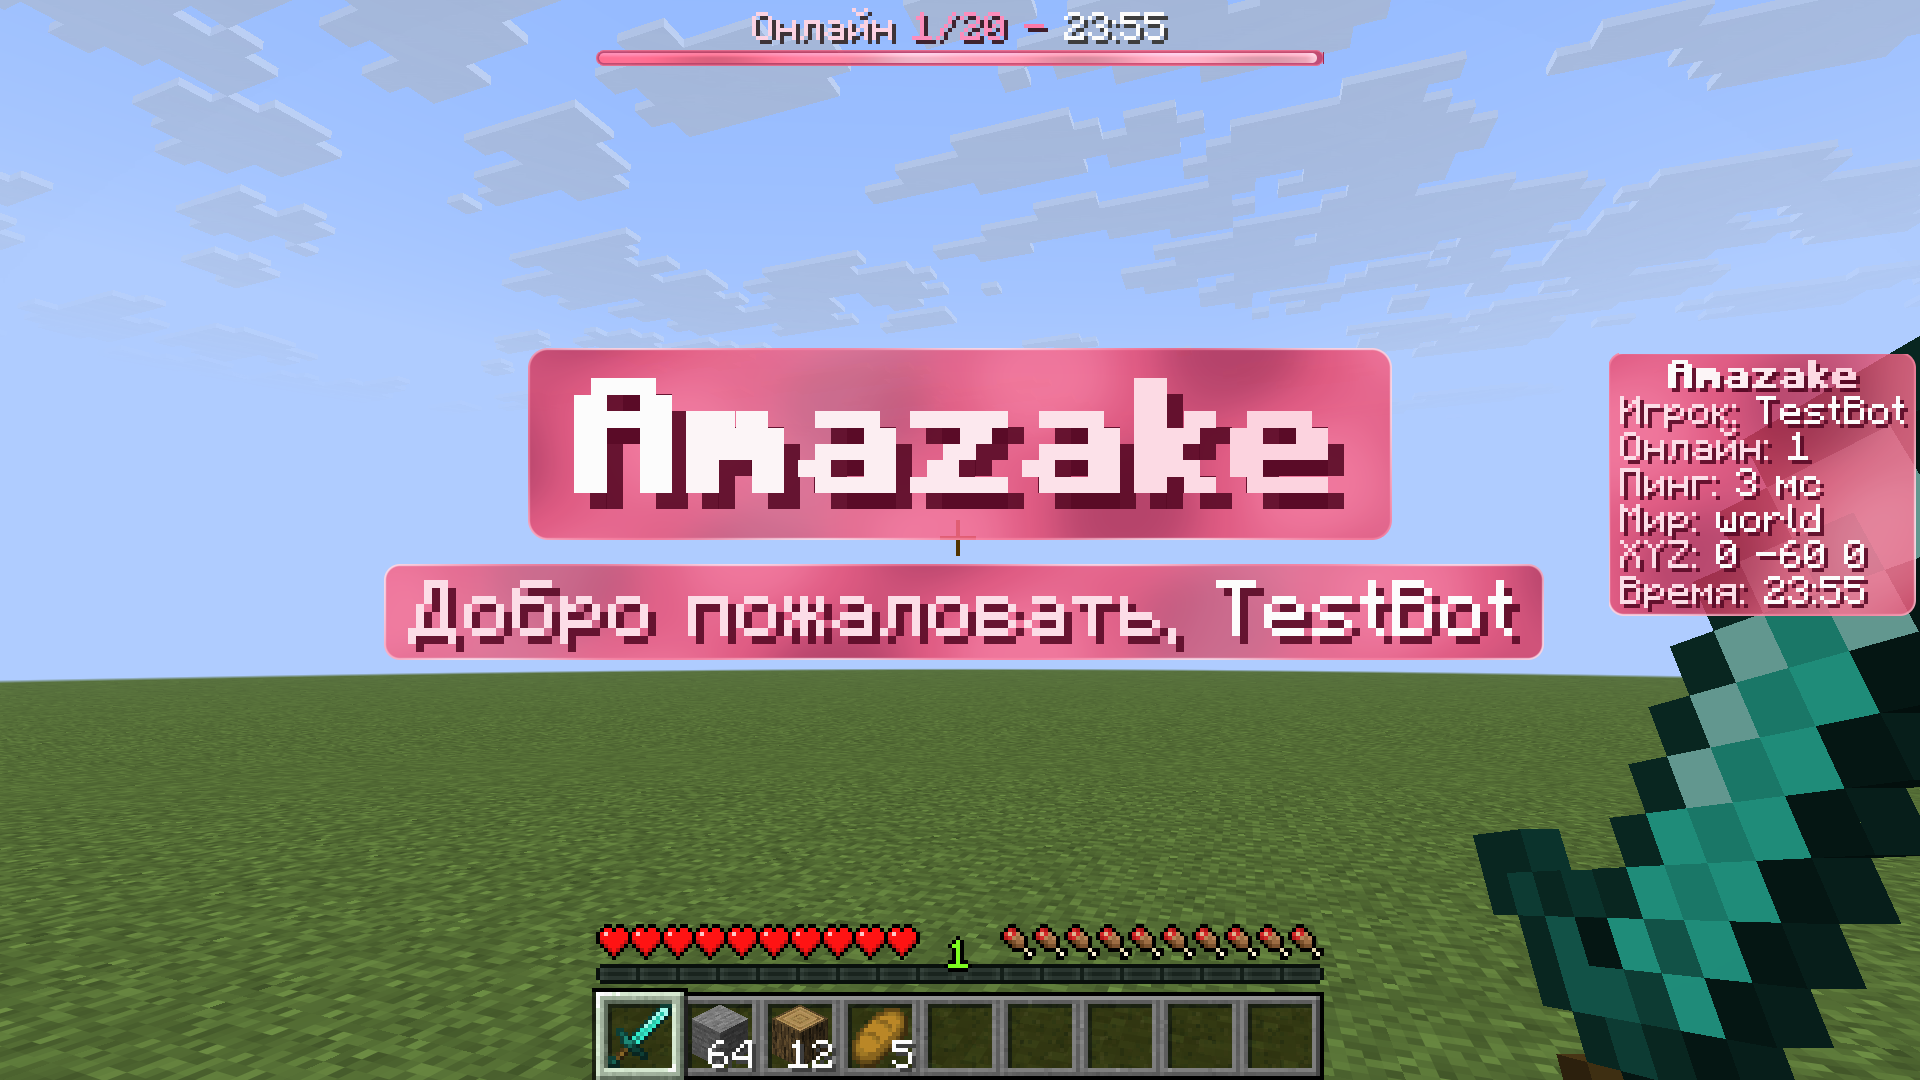 Онлайн 1/20 - 23:55
Amazake
Добро пожаловать, TestBot
Amazake
Игрок: TestBot
Онлайн: 1
Пинг: 3 мс
Мир: world
XYZ: 0 -60 0
Время: 23:55
1
64 12 5